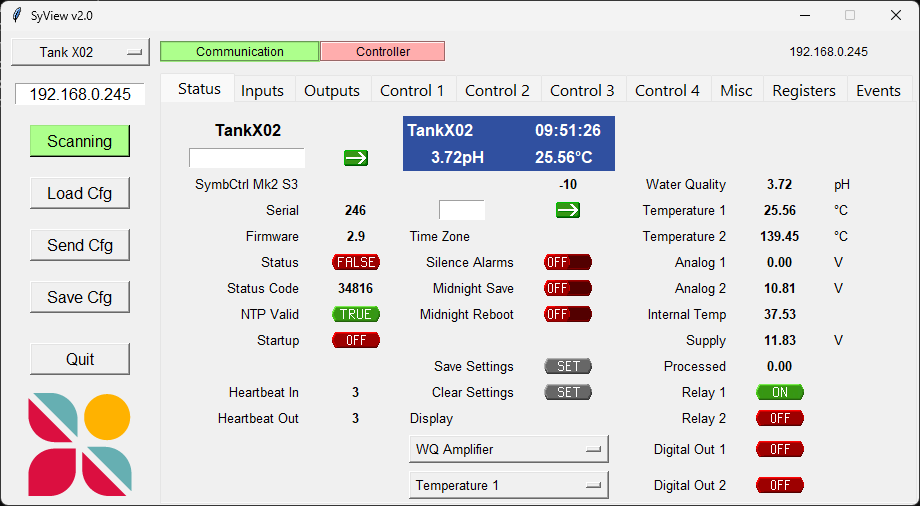 SyView v2.0
Tank X02
Communication Controller 192.168.0.245
192.168.0.245
Status Inputs Outputs Control 1 Control 2 Control 3 Control 4 Misc Registers Events
Scanning
Load Cfg
Send Cfg
Save Cfg
Quit
TankX02
TankX02 09:51:26
3.72pH 25.56°C
SymbCtrl Mk2 S3 -10 Water Quality 3.72 pH
Serial 246 Temperature 1 25.56 °C
Firmware 2.9 Time Zone Temperature 2 139.45 °C
Status FALSE Silence Alarms OFF Analog 1 0.00 V
Status Code 34816 Midnight Save OFF Analog 2 10.81 V
NTP Valid TRUE Midnight Reboot OFF Internal Temp 37.53
Startup OFF Supply 11.83 V
Save Settings SET Processed 0.00
Heartbeat In 3 Clear Settings SET Relay 1 ON
Heartbeat Out 3 Display Relay 2 OFF
WQ Amplifier Digital Out 1 OFF
Temperature 1 Digital Out 2 OFF